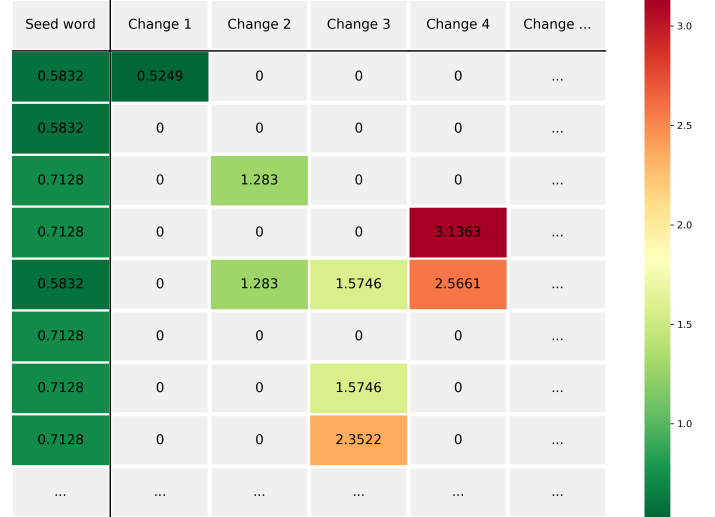 Seed word Change 1 Change 2 Change 3 Change 4 Change ...
0.5832 0.5249 0 0 0 ...
0.5832 0 0 0 0 ...
0.7128 0 1.283 0 0 ...
0.7128 0 0 0 3.1363 ...
0.5832 0 1.283 1.5746 2.5661 ...
0.7128 0 0 0 0 ...
0.7128 0 0 1.5746 0 ...
0.7128 0 0 2.3522 0 ...
... ... ... ... ... ...
3.0
2.5
2.0
1.5
1.0